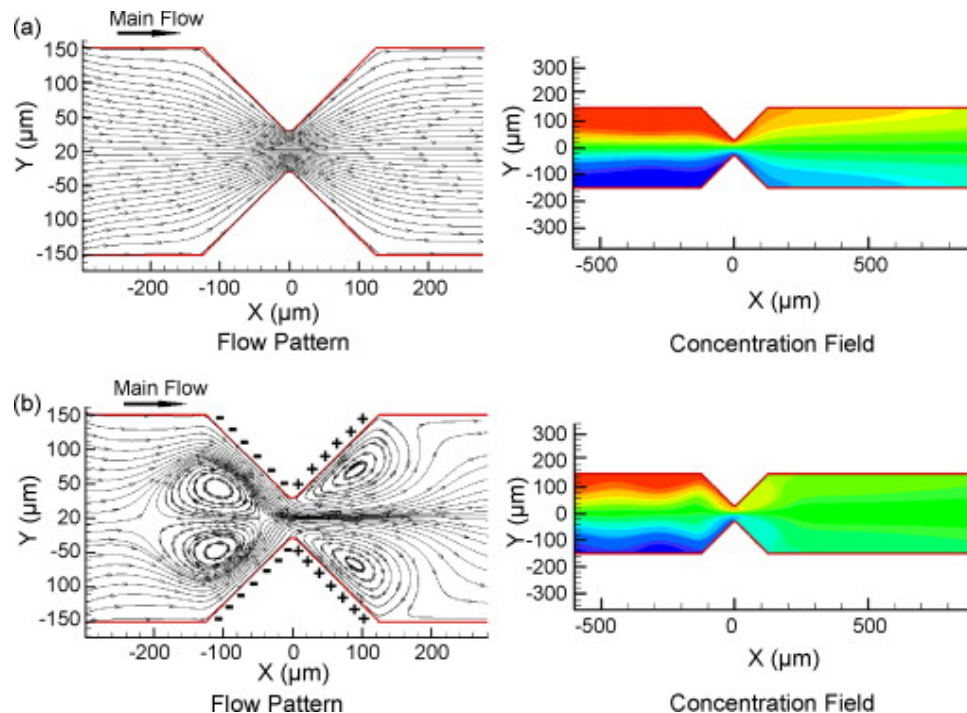 (a) Main Flow
Y (µm)
150
100
50
20
-50
100
-150
-200 -100 0 100 200
X (µm)
Flow Pattern
Y (µm)
300
200
100
0
-100
-200
-300
-500 0 500
X (µm)
Concentration Field
(b) Main Flow
Y (µm)
150
100
50
20
-50
100
-150
-200 -100 0 100 200
X (µm)
Flow Pattern
Y (µm)
300
200
100
0
-100
-200
-300
-500 0 500
X (µm)
Concentration Field